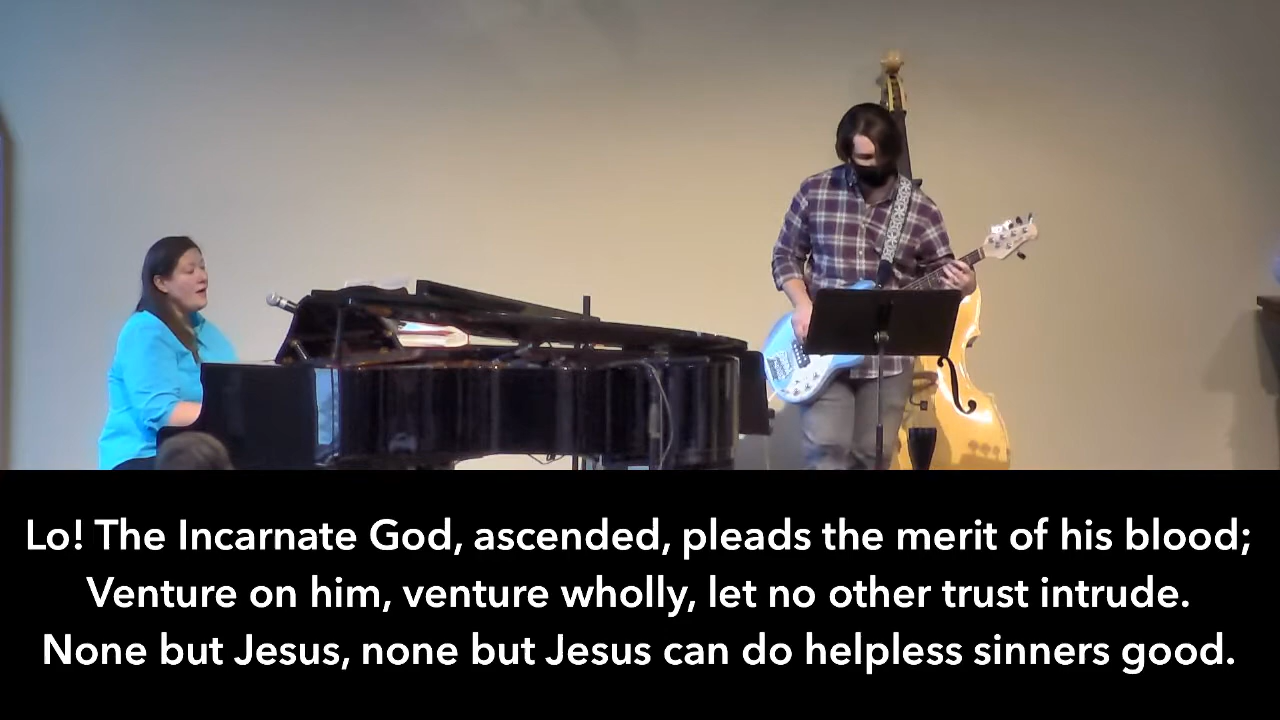 Lo! The Incarnate God, ascended, pleads the merit of his blood;
Venture on him, venture wholly, let no other trust intrude.
None but Jesus, none but Jesus can do helpless sinners good.